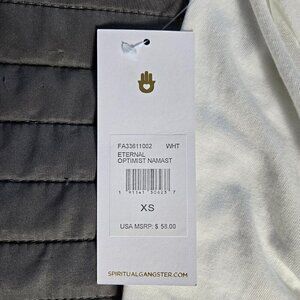 FA33611002 WHT
ETERNAL
OPTIMIST NAMAST
XS
USA MSRP: $ 58.00
SPIRITUALGANGSTER.COM